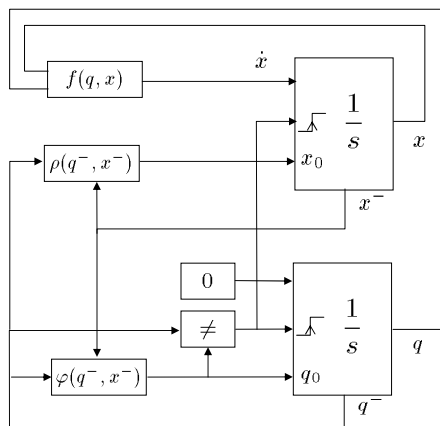 f(q, x)
ẋ
1/s
x
ρ(q⁻, x⁻)
x₀
x⁻
0
≠
1/s
q
φ(q⁻, x⁻)
q₀
q⁻